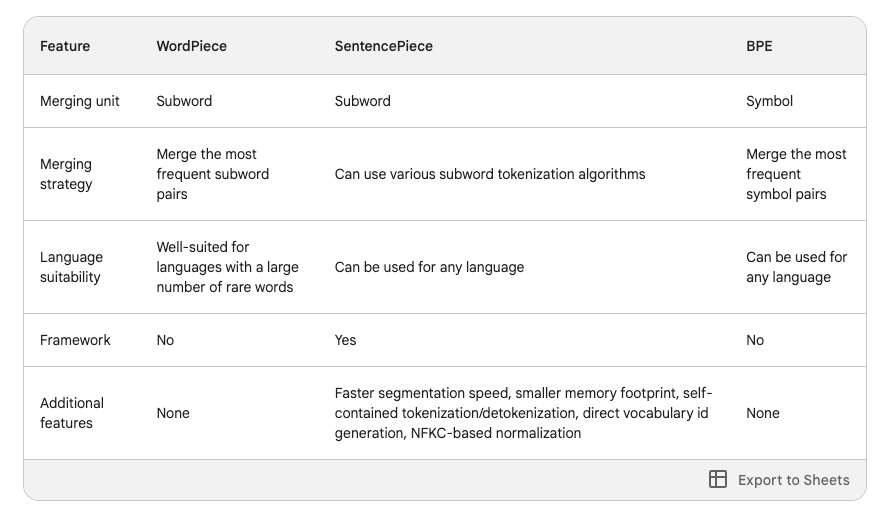 Feature WordPiece SentencePiece BPE
Merging unit Subword Subword Symbol
Merging strategy
Merge the most frequent subword pairs
Can use various subword tokenization algorithms
Merge the most frequent symbol pairs
Language suitability
Well-suited for languages with a large number of rare words
Can be used for any language
Can be used for any language
Framework No Yes No
Additional features
None
Faster segmentation speed, smaller memory footprint, self-
contained tokenization/detokenization, direct vocabulary id
generation, NFKC-based normalization
None
Export to Sheets